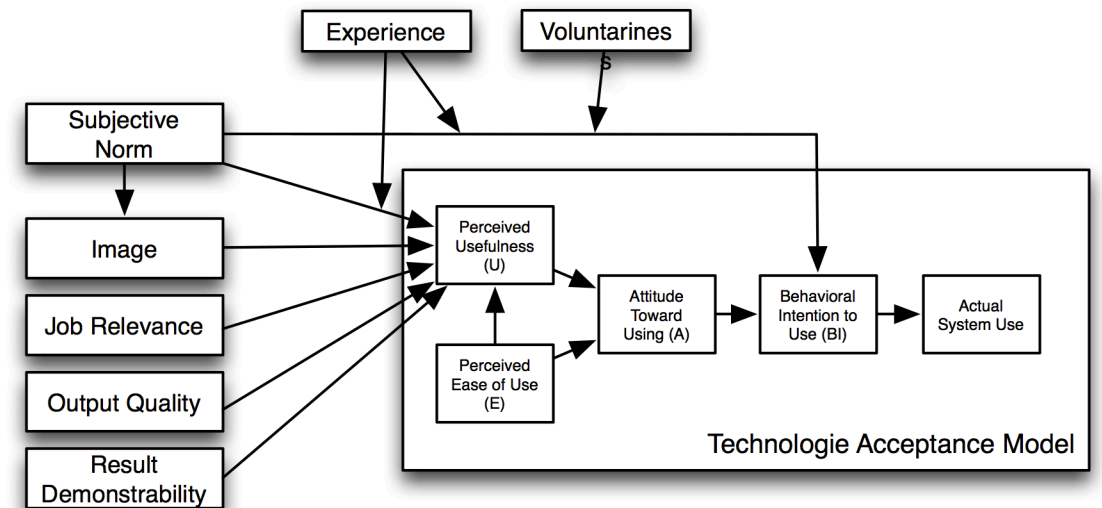 Experience
Voluntarines
s
Subjective
Norm
Image
Job Relevance
Output Quality
Result
Demonstrability
Perceived
Usefulness
(U)
Perceived
Ease of Use
(E)
Attitude
Toward
Using (A)
Behavioral
Intention to
Use (BI)
Actual
System Use
Technologie Acceptance Model